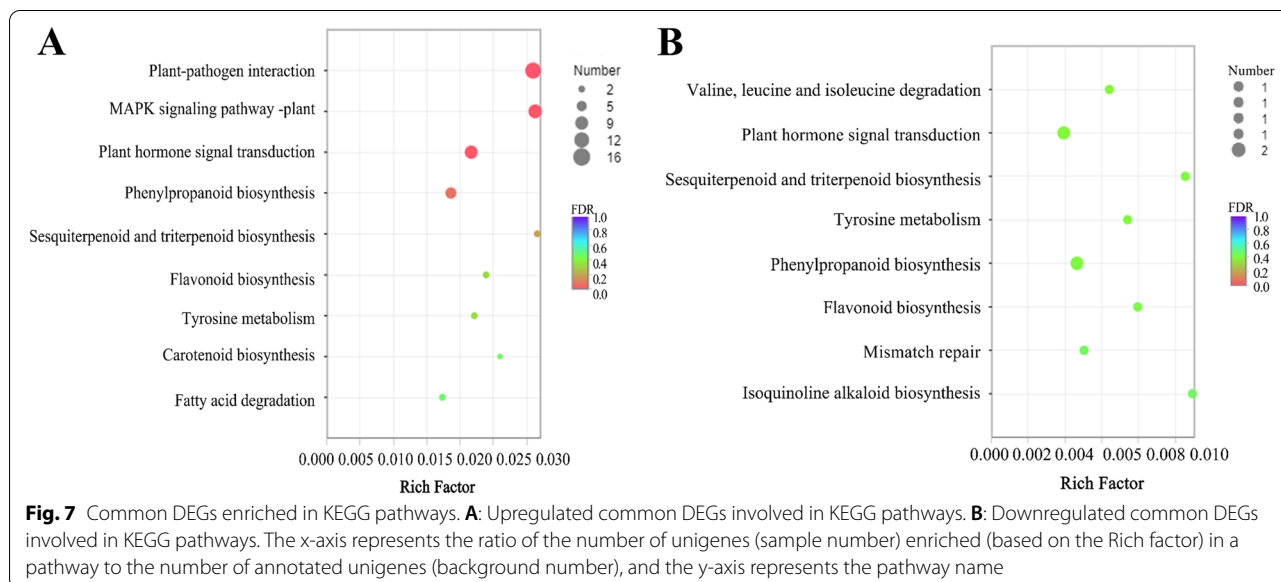 A
Plant-pathogen interaction
MAPK signaling pathway -plant
Plant hormone signal transduction
Phenylpropanoid biosynthesis
Sesquiterpenoid and triterpenoid biosynthesis
Flavonoid biosynthesis
Tyrosine metabolism
Carotenoid biosynthesis
Fatty acid degradation
0.000 0.005 0.010 0.015 0.020 0.025 0.030
Rich Factor
Number
2
5
9
12
16
FDR
1.0
0.8
0.6
0.4
0.2
0.0
B
Valine, leucine and isoleucine degradation
Plant hormone signal transduction
Sesquiterpenoid and triterpenoid biosynthesis
Tyrosine metabolism
Phenylpropanoid biosynthesis
Flavonoid biosynthesis
Mismatch repair
Isoquinoline alkaloid biosynthesis
0.000 0.002 0.004 0.005 0.008 0.010
Rich Factor
Number
1
1
1
1
2
FDR
1.0
0.8
0.6
0.4
0.2
0.0
Fig. 7 Common DEGs enriched in KEGG pathways. A: Upregulated common DEGs involved in KEGG pathways. B: Downregulated common DEGs
involved in KEGG pathways. The x-axis represents the ratio of the number of unigenes (sample number) enriched (based on the Rich factor) in a
pathway to the number of annotated unigenes (background number), and the y-axis represents the pathway name